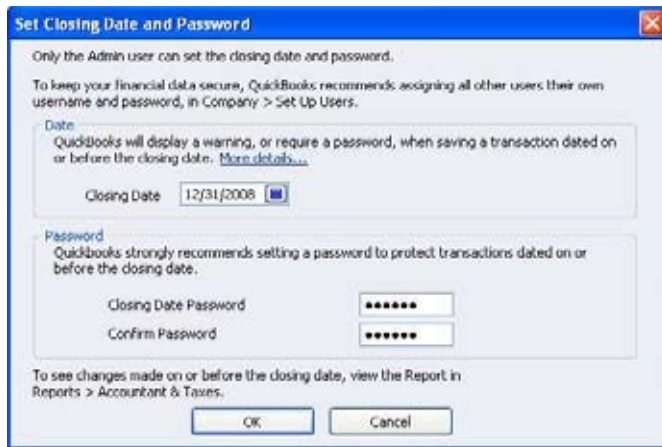 Set Closing Date and Password
Only the Admin user can set the closing date and password.
To keep your financial data secure, QuickBooks recommends assigning all other users their own
username and password, in Company > Set Up Users.
Date
QuickBooks will display a warning, or require a password, when saving a transaction dated on
or before the closing date. More details...
Closing Date 12/31/2008
Password
Quickbooks strongly recommends setting a password to protect transactions dated on or
before the closing date.
Closing Date Password ••••••
Confirm Password ••••••
To see changes made on or before the closing date, view the Report in
Reports > Accountant & Taxes.
OK Cancel